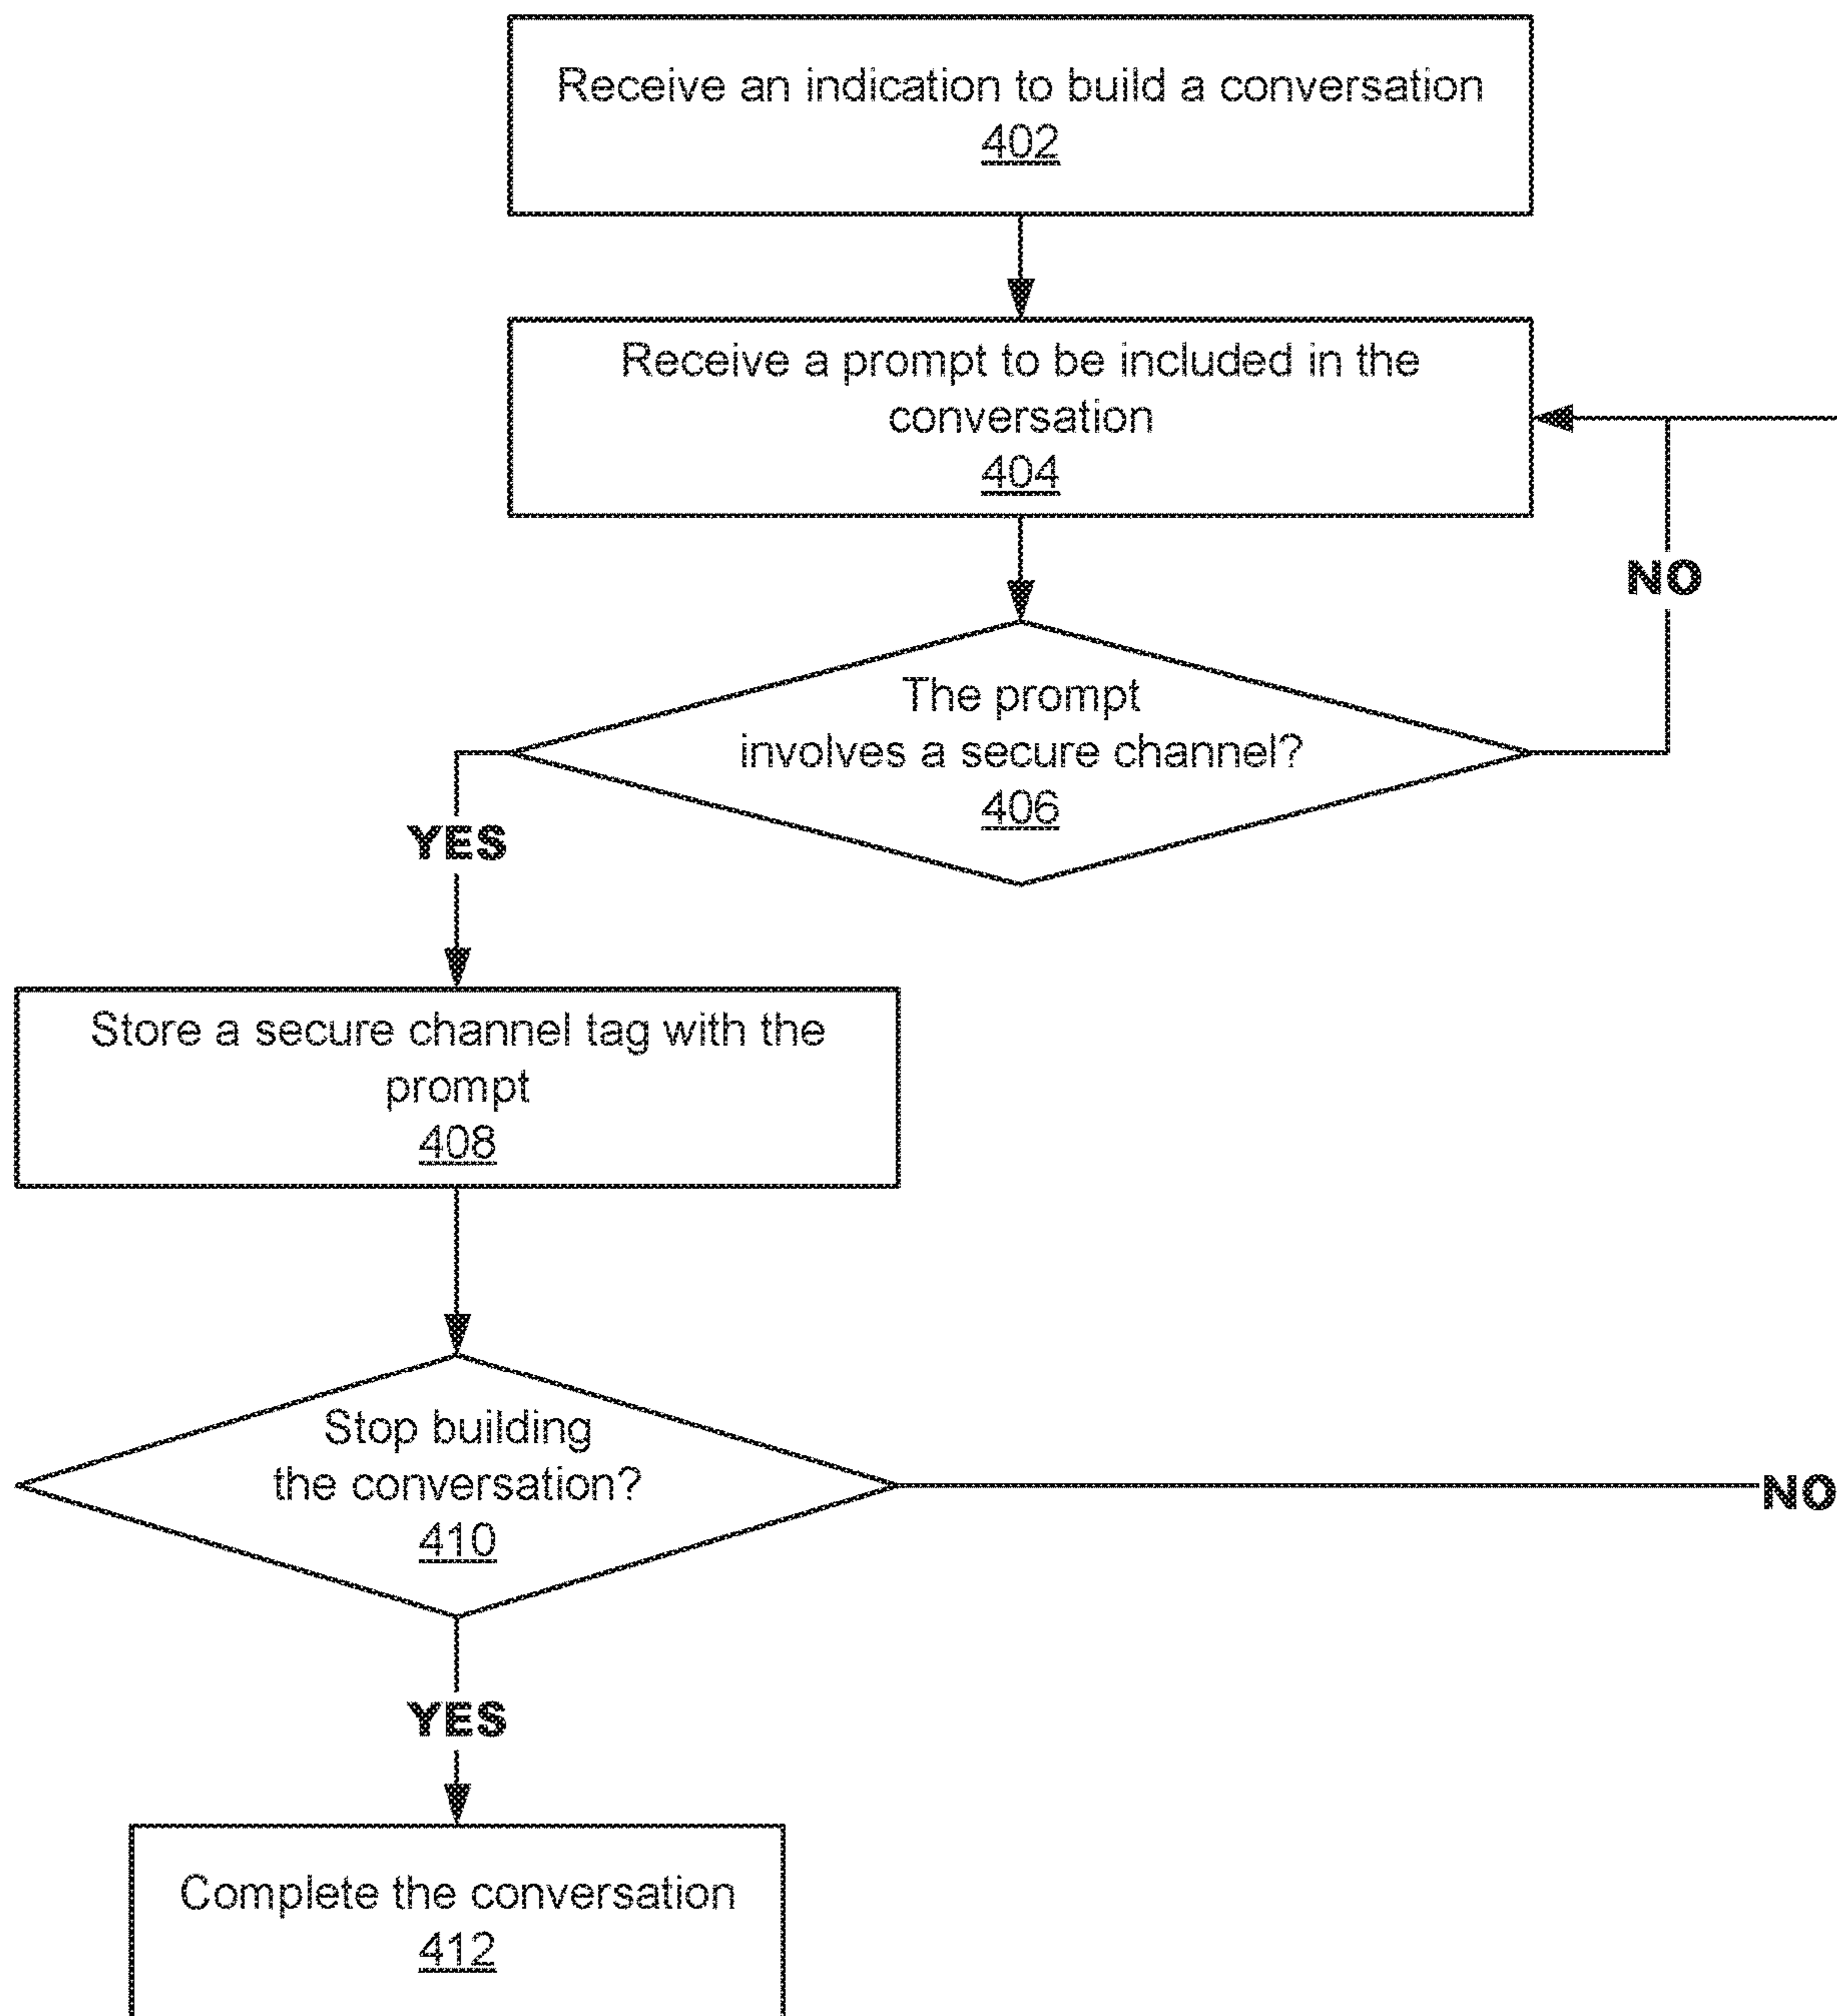 Receive an indication to build a conversation
402
Receive a prompt to be included in the
conversation
404
NO
The prompt
involves a secure channel?
406
YES
Store a secure channel tag with the
prompt
408
Stop building
the conversation?
410
NO
YES
Complete the conversation
412